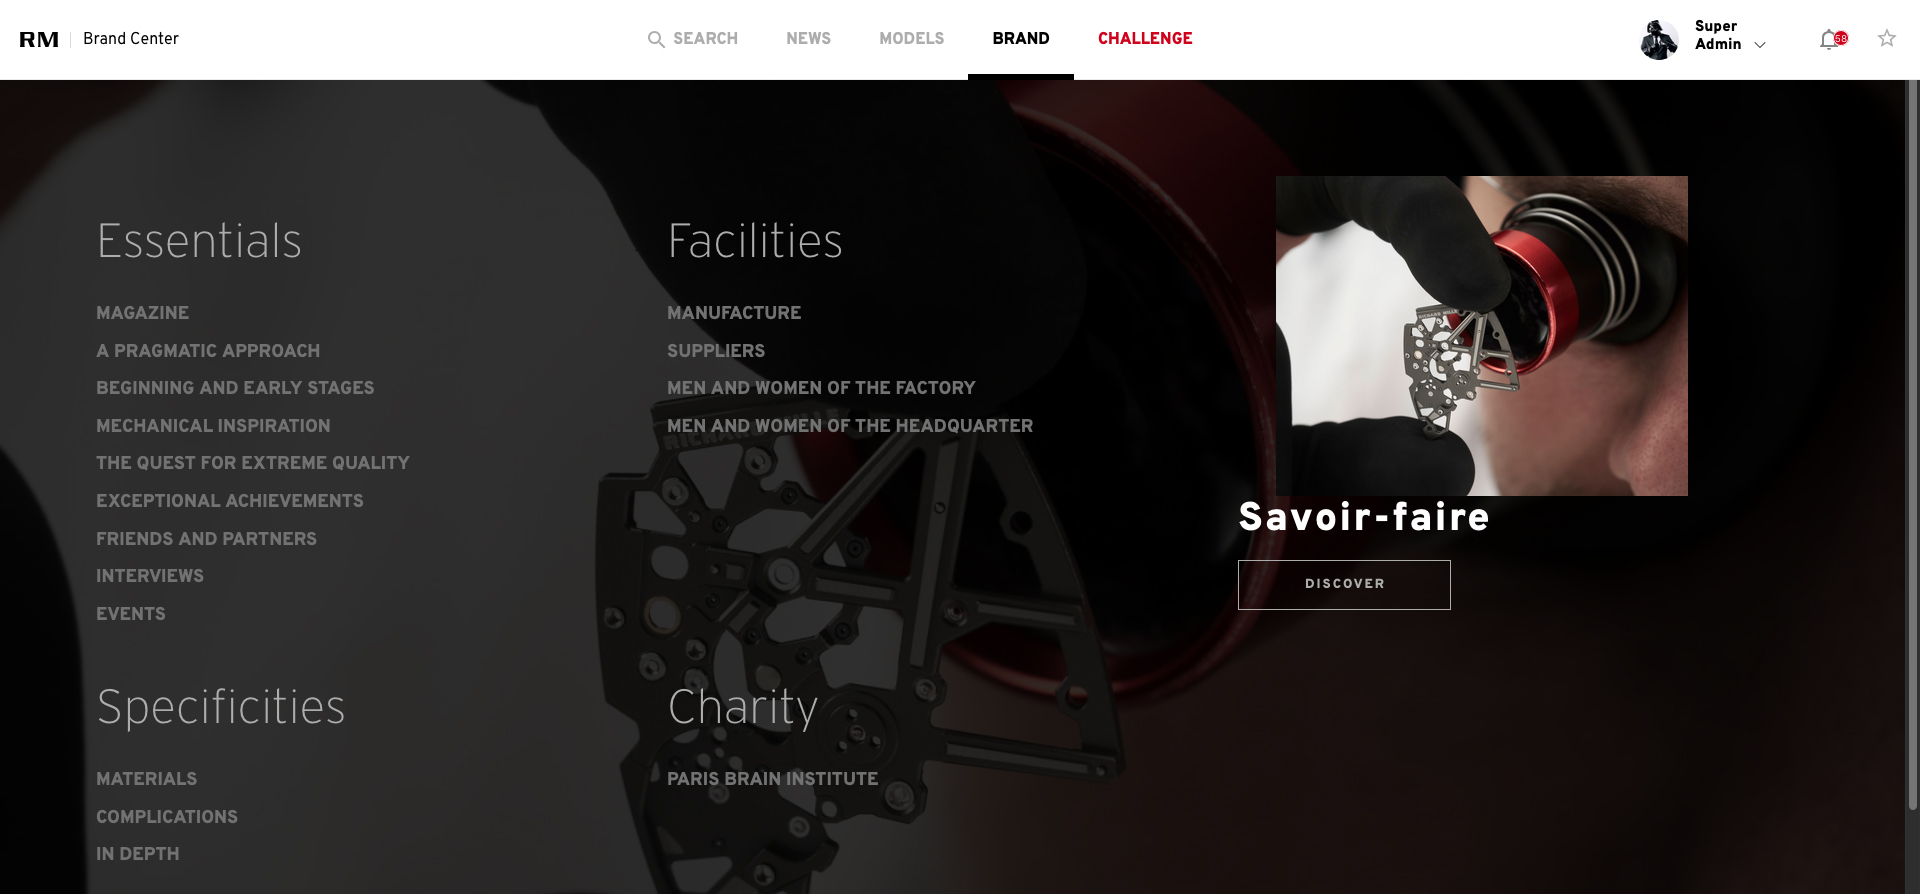 RM
Brand Center
SEARCH
NEWS
MODELS
BRAND
CHALLENGE
Super
Admin
58
Essentials
MAGAZINE
A PRAGMATIC APPROACH
BEGINNING AND EARLY STAGES
MECHANICAL INSPIRATION
THE QUEST FOR EXTREME QUALITY
EXCEPTIONAL ACHIEVEMENTS
FRIENDS AND PARTNERS
INTERVIEWS
EVENTS
Facilities
MANUFACTURE
SUPPLIERS
MEN AND WOMEN OF THE FACTORY
MEN AND WOMEN OF THE HEADQUARTER
Specificities
MATERIALS
COMPLICATIONS
IN DEPTH
Charity
PARIS BRAIN INSTITUTE
Savoir-faire
DISCOVER